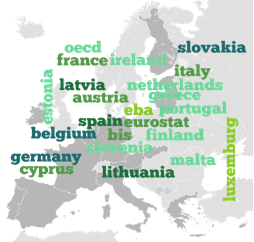 oecd
slovakia
france ireland
italy
latvia
netherlands
estonia
austria
greece
eba
portugal
spain eurostat
belgium
bis
finland
slovenia
germany
malta
cyprus
lithuania
luxemburg